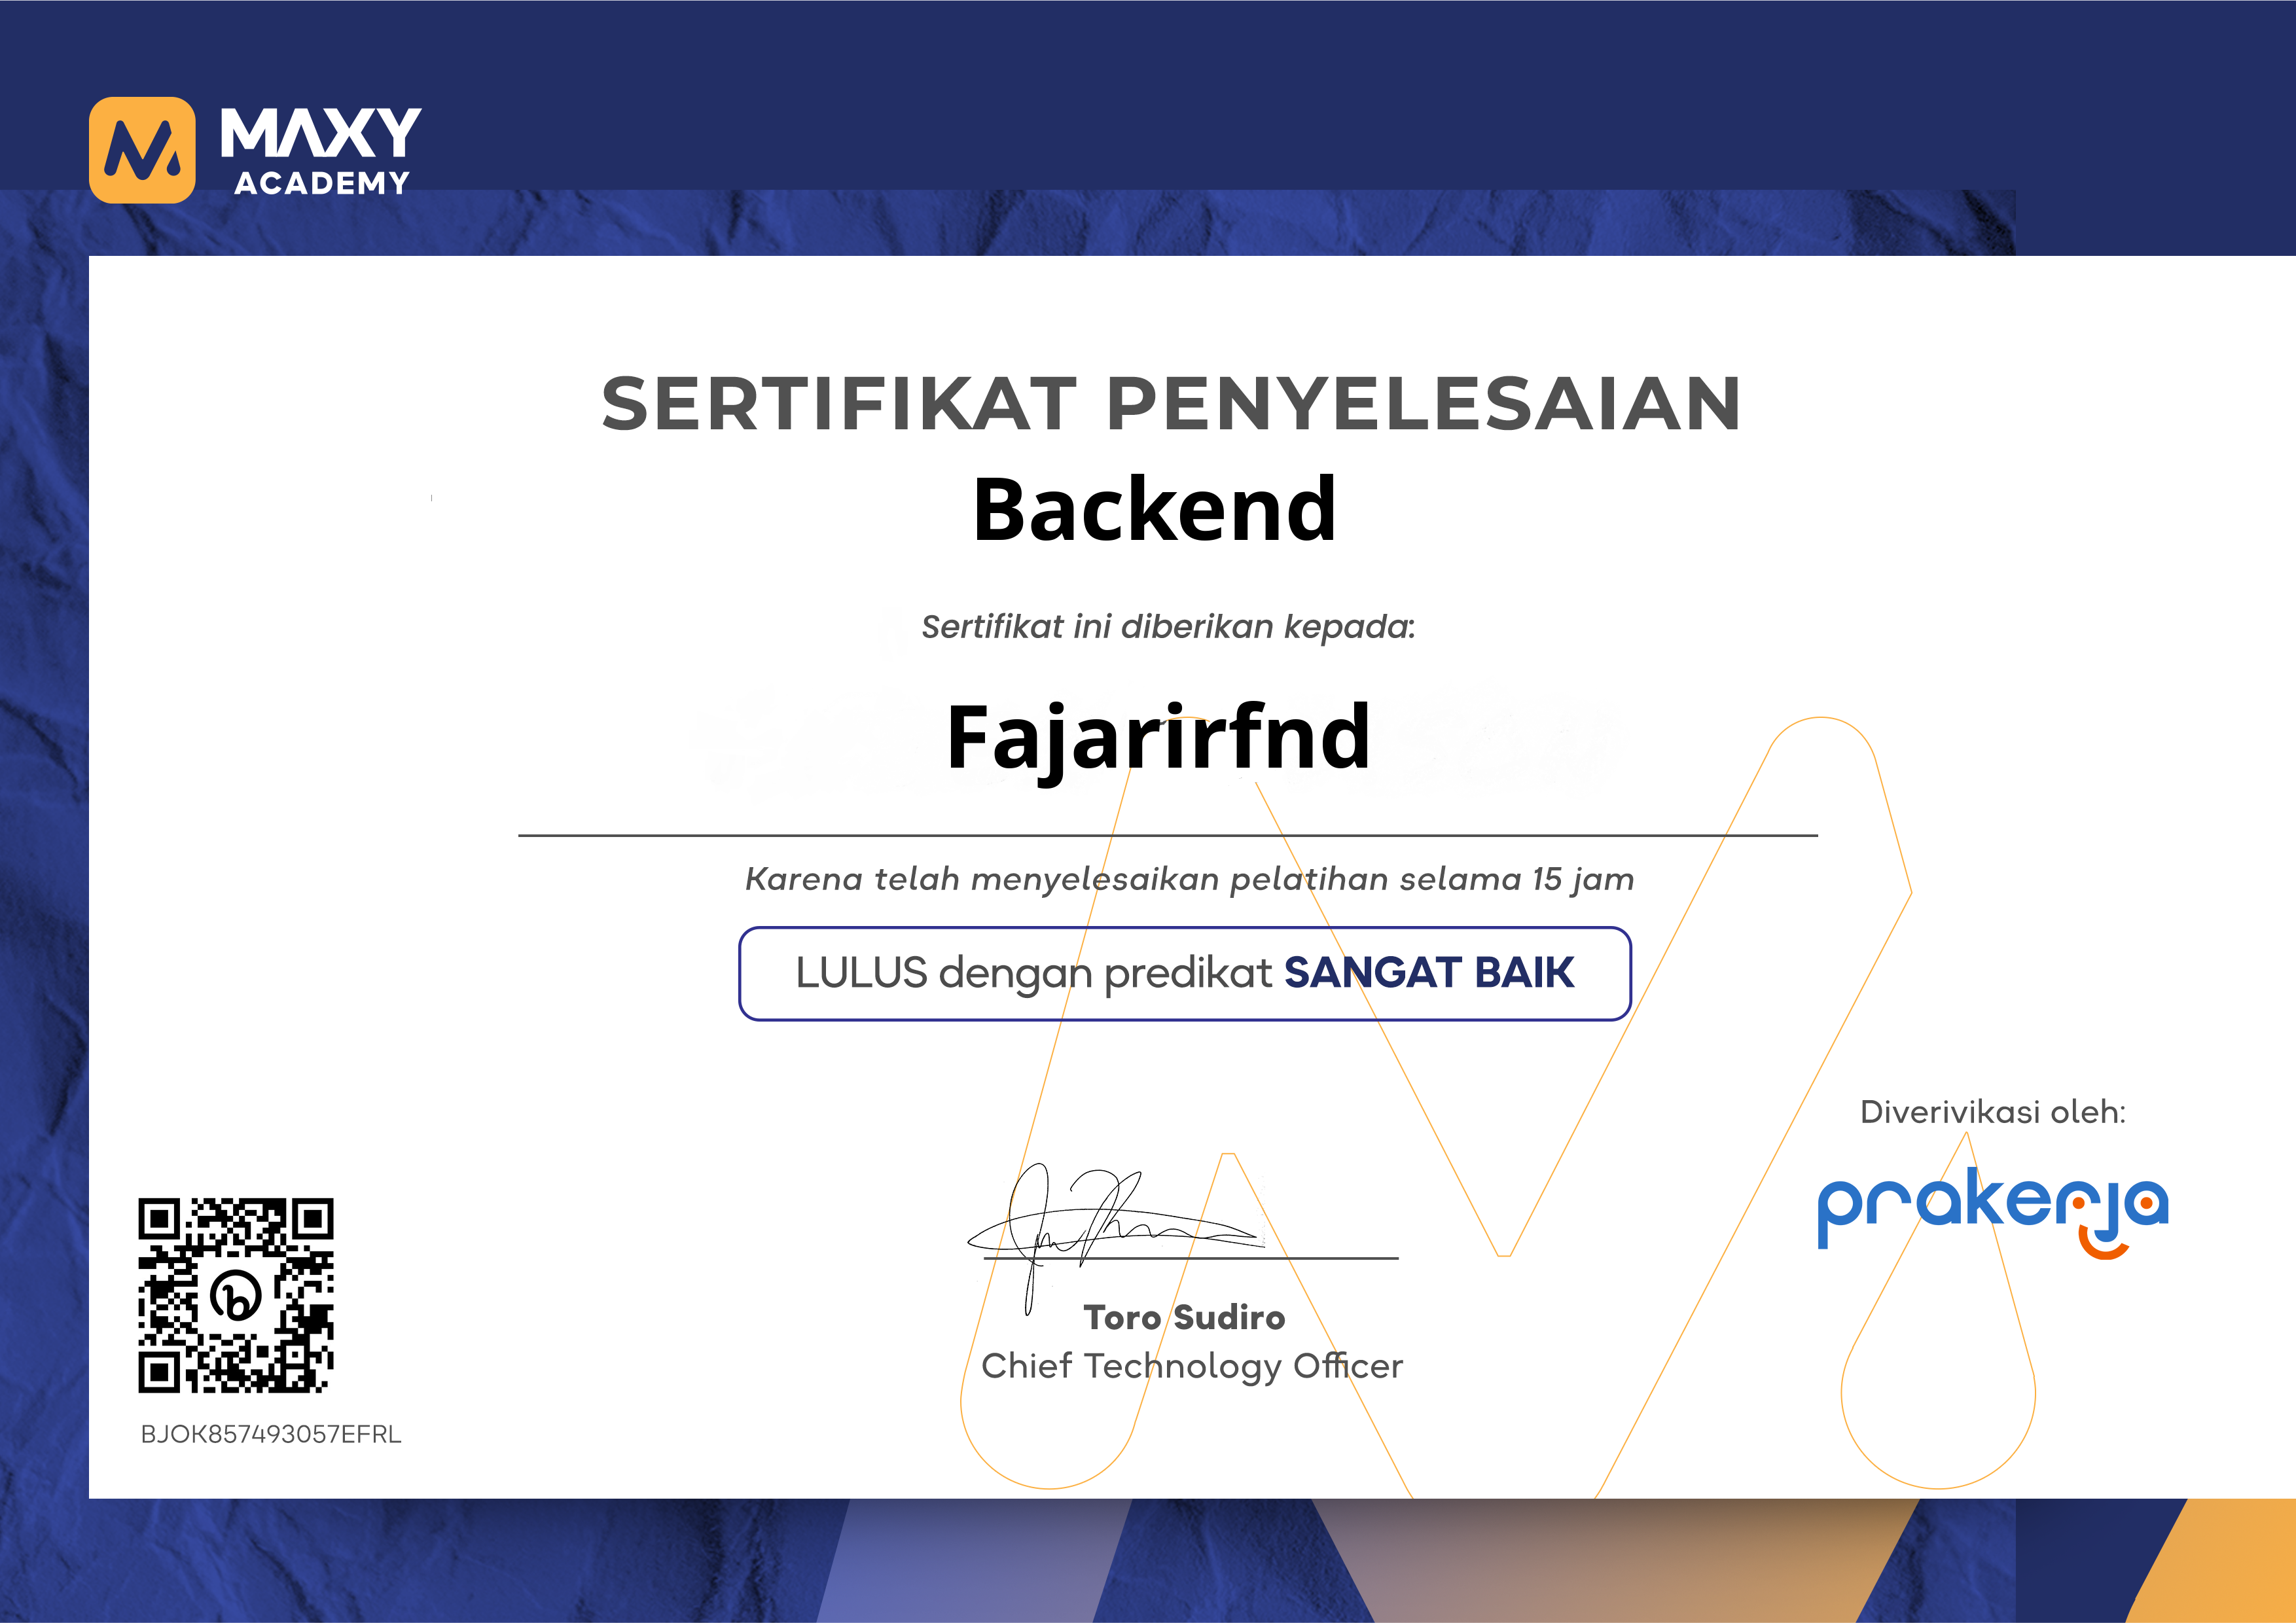 MAXY
ACADEMY
SERTIFIKAT PENYELESAIAN
Backend
Sertifikat ini diberikan kepada:
Fajarirfnd
Karena telah menyelesaikan pelatihan selama 15 jam
LULUS dengan predikat SANGAT BAIK
Diverivikasi oleh:
prakerja
Toro Sudiro
Chief Technology Officer
BJOK857493057EFRL